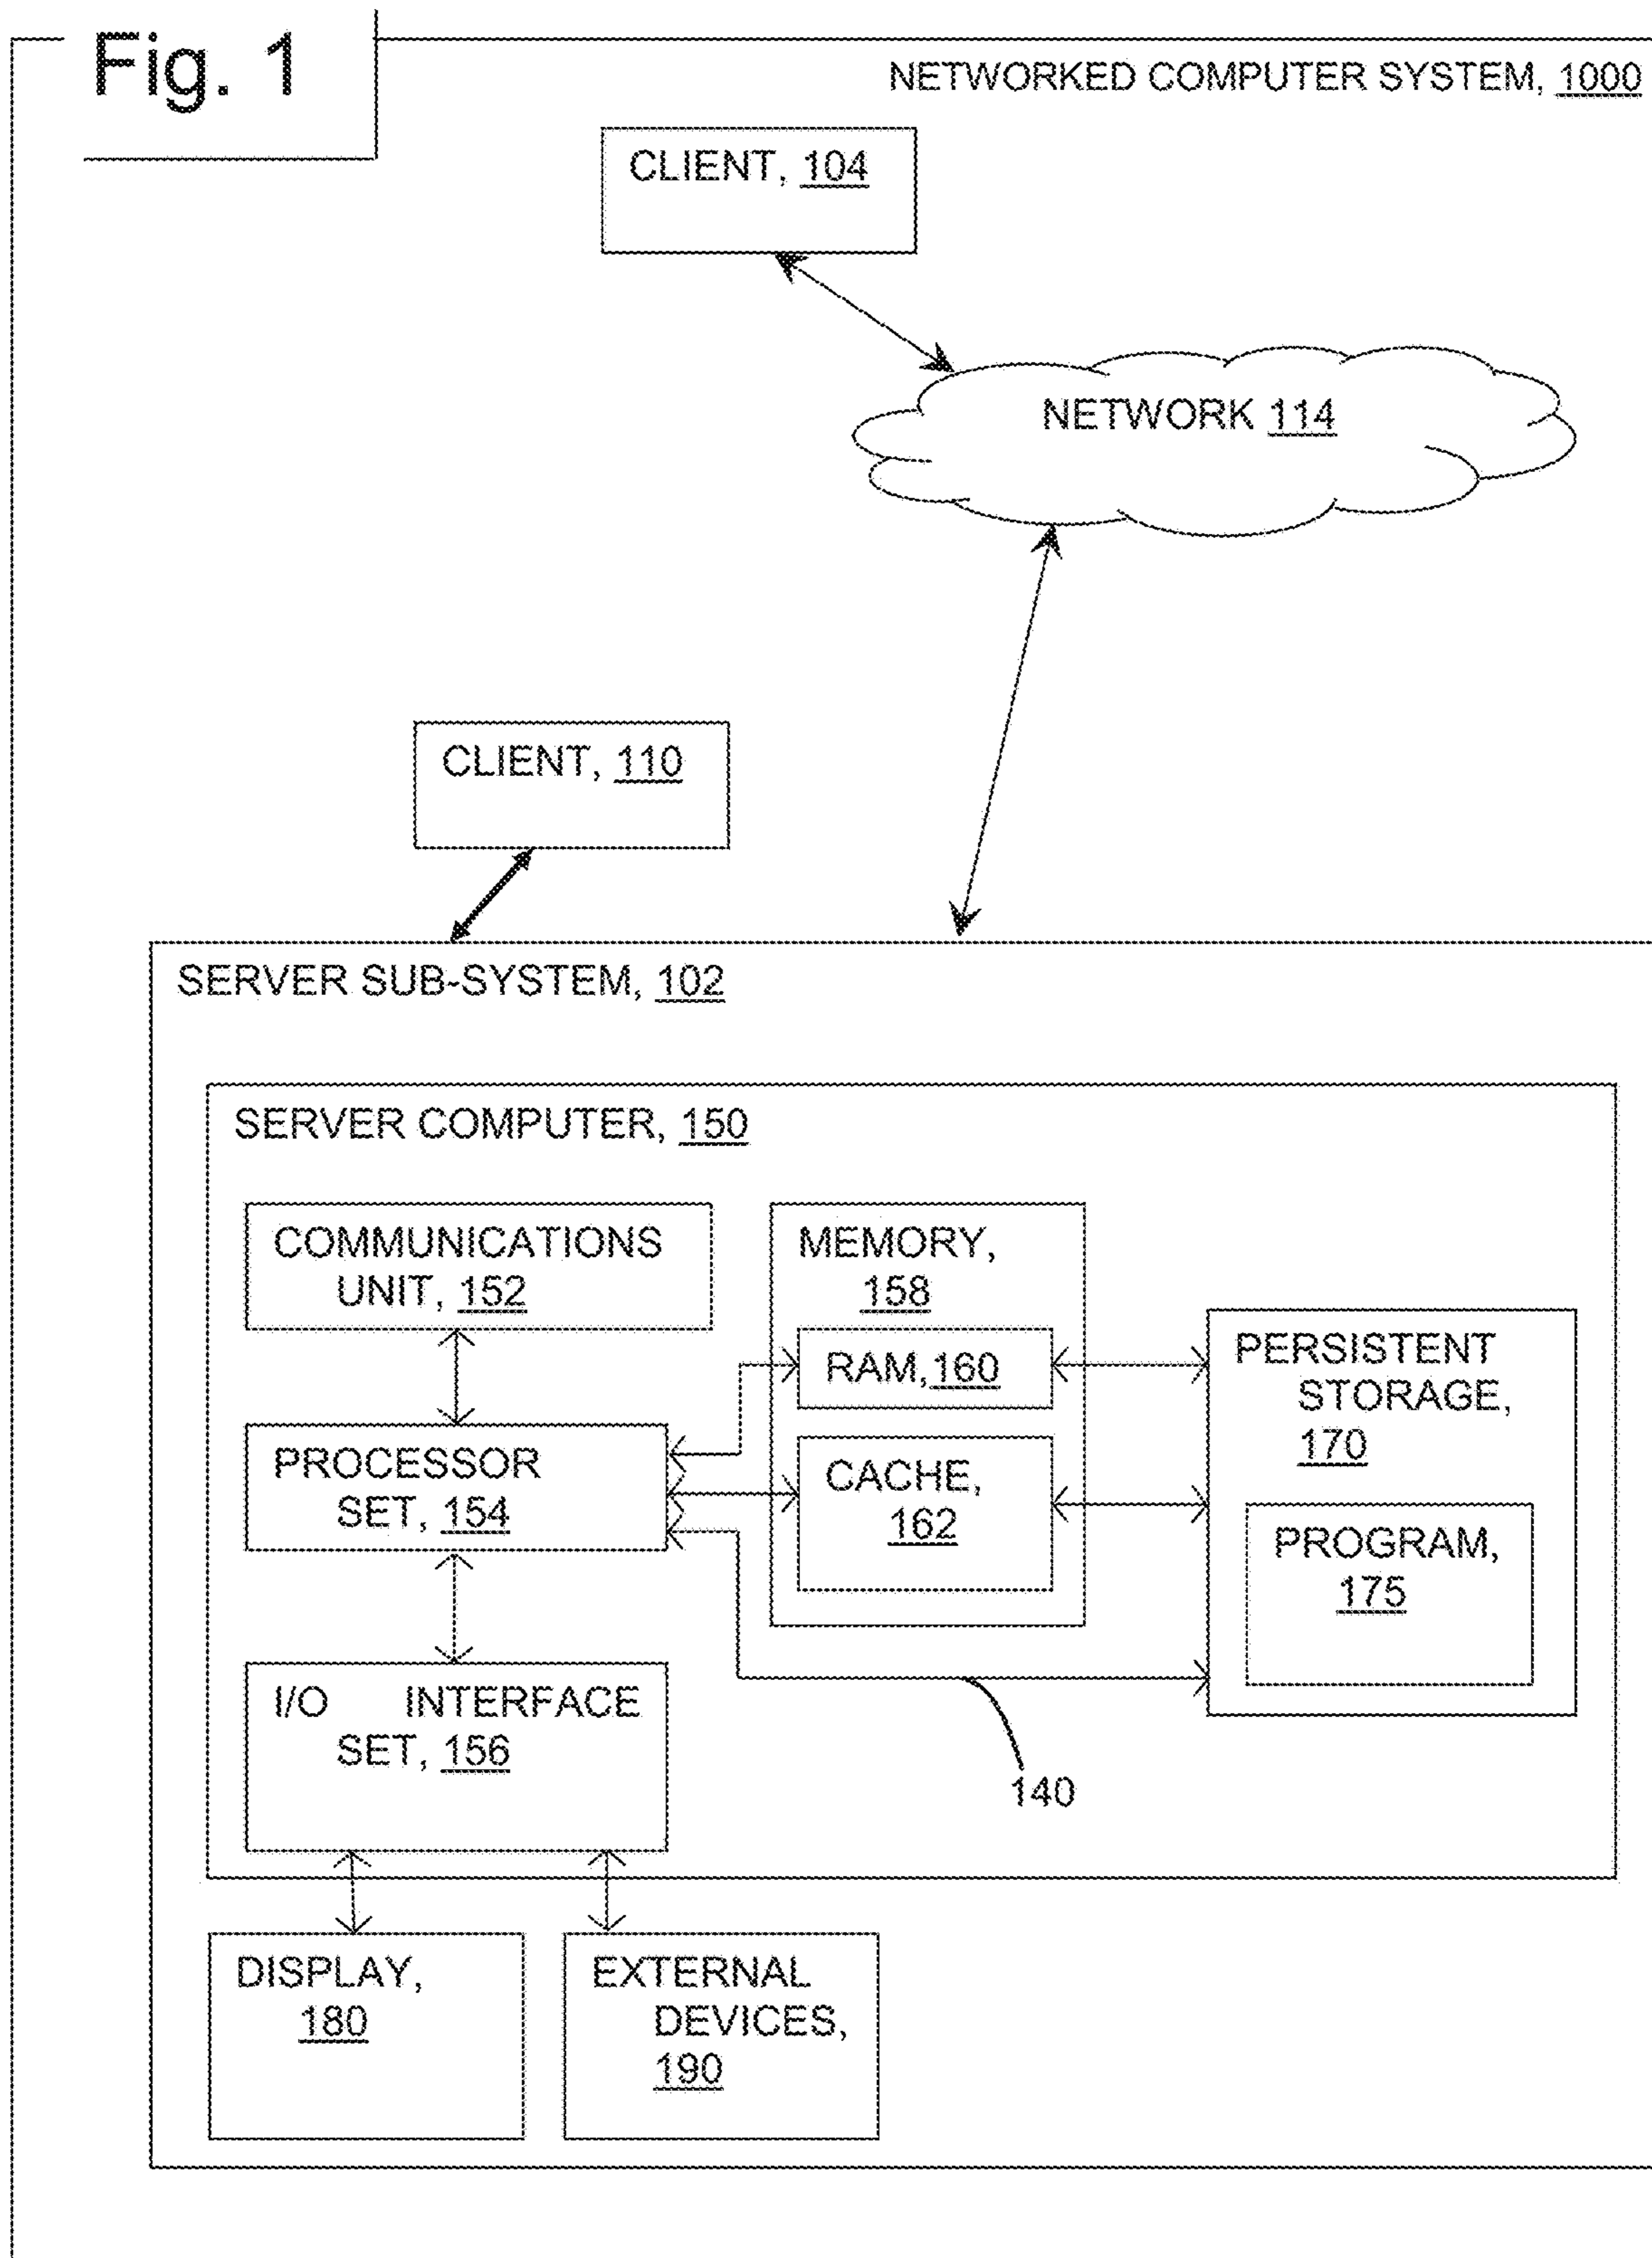 Fig. 1
NETWORKED COMPUTER SYSTEM, 1000
CLIENT, 104
NETWORK 114
CLIENT, 110
SERVER SUB-SYSTEM, 102
SERVER COMPUTER, 150
COMMUNICATIONS
UNIT, 152
MEMORY,
158
RAM, 160
PERSISTENT
STORAGE,
170
PROCESSOR
SET, 154
CACHE,
162
PROGRAM,
175
I/O INTERFACE
SET, 156
140
DISPLAY,
180
EXTERNAL
DEVICES,
190